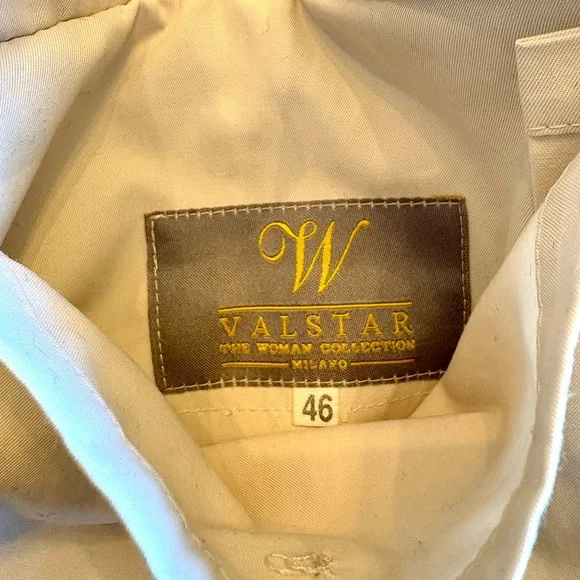 W
VALSTAR
THE WOMAN COLLECTION
MILANO
46